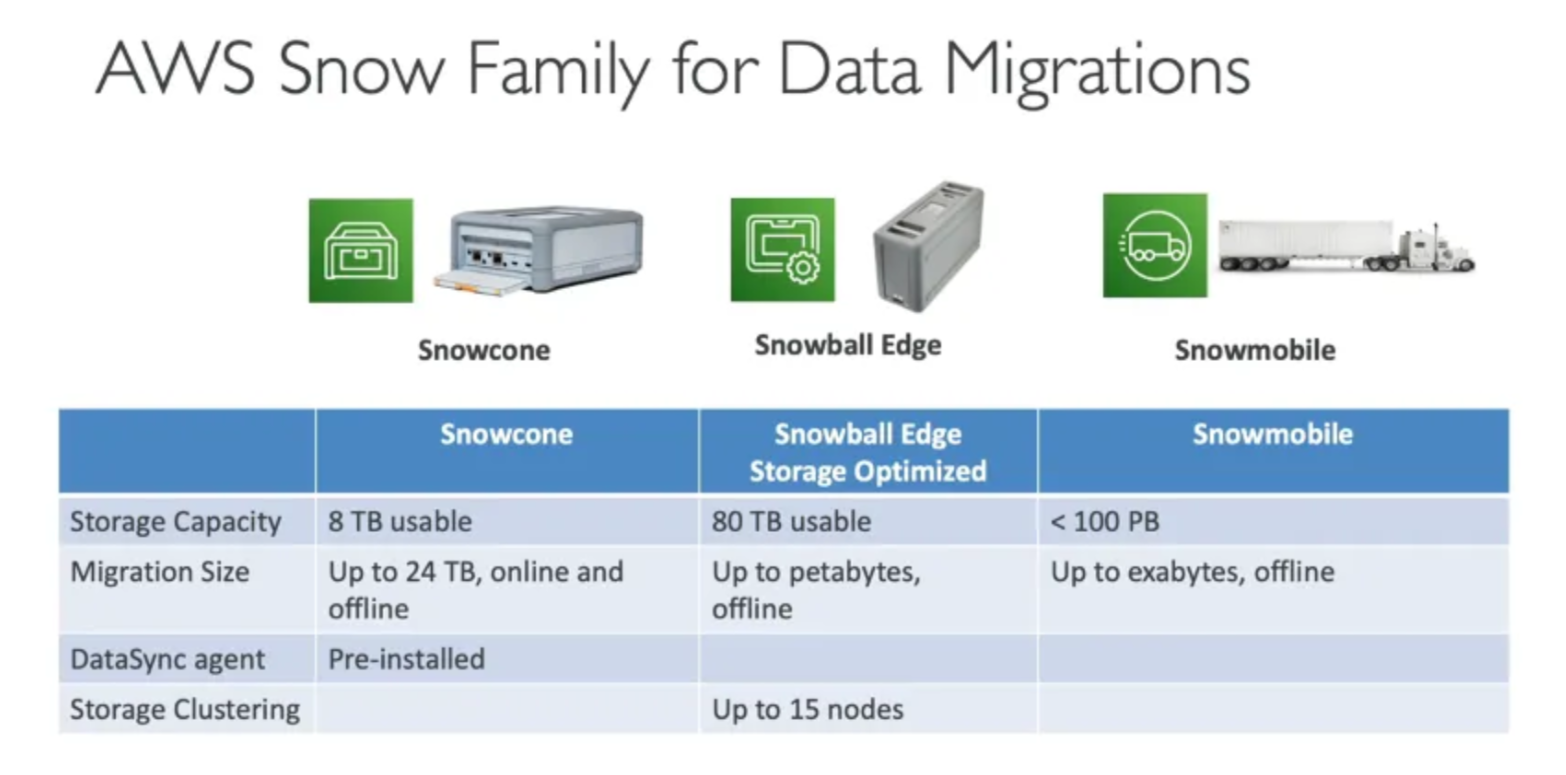 AWS Snow Family for Data Migrations
Snowcone
Snowball Edge
Snowmobile
Snowcone
Snowball Edge
Storage Optimized
Snowmobile
Storage Capacity
8 TB usable
80 TB usable
< 100 PB
Migration Size
Up to 24 TB, online and
offline
Up to petabytes,
offline
Up to exabytes, offline
DataSync agent
Pre-installed
Storage Clustering
Up to 15 nodes